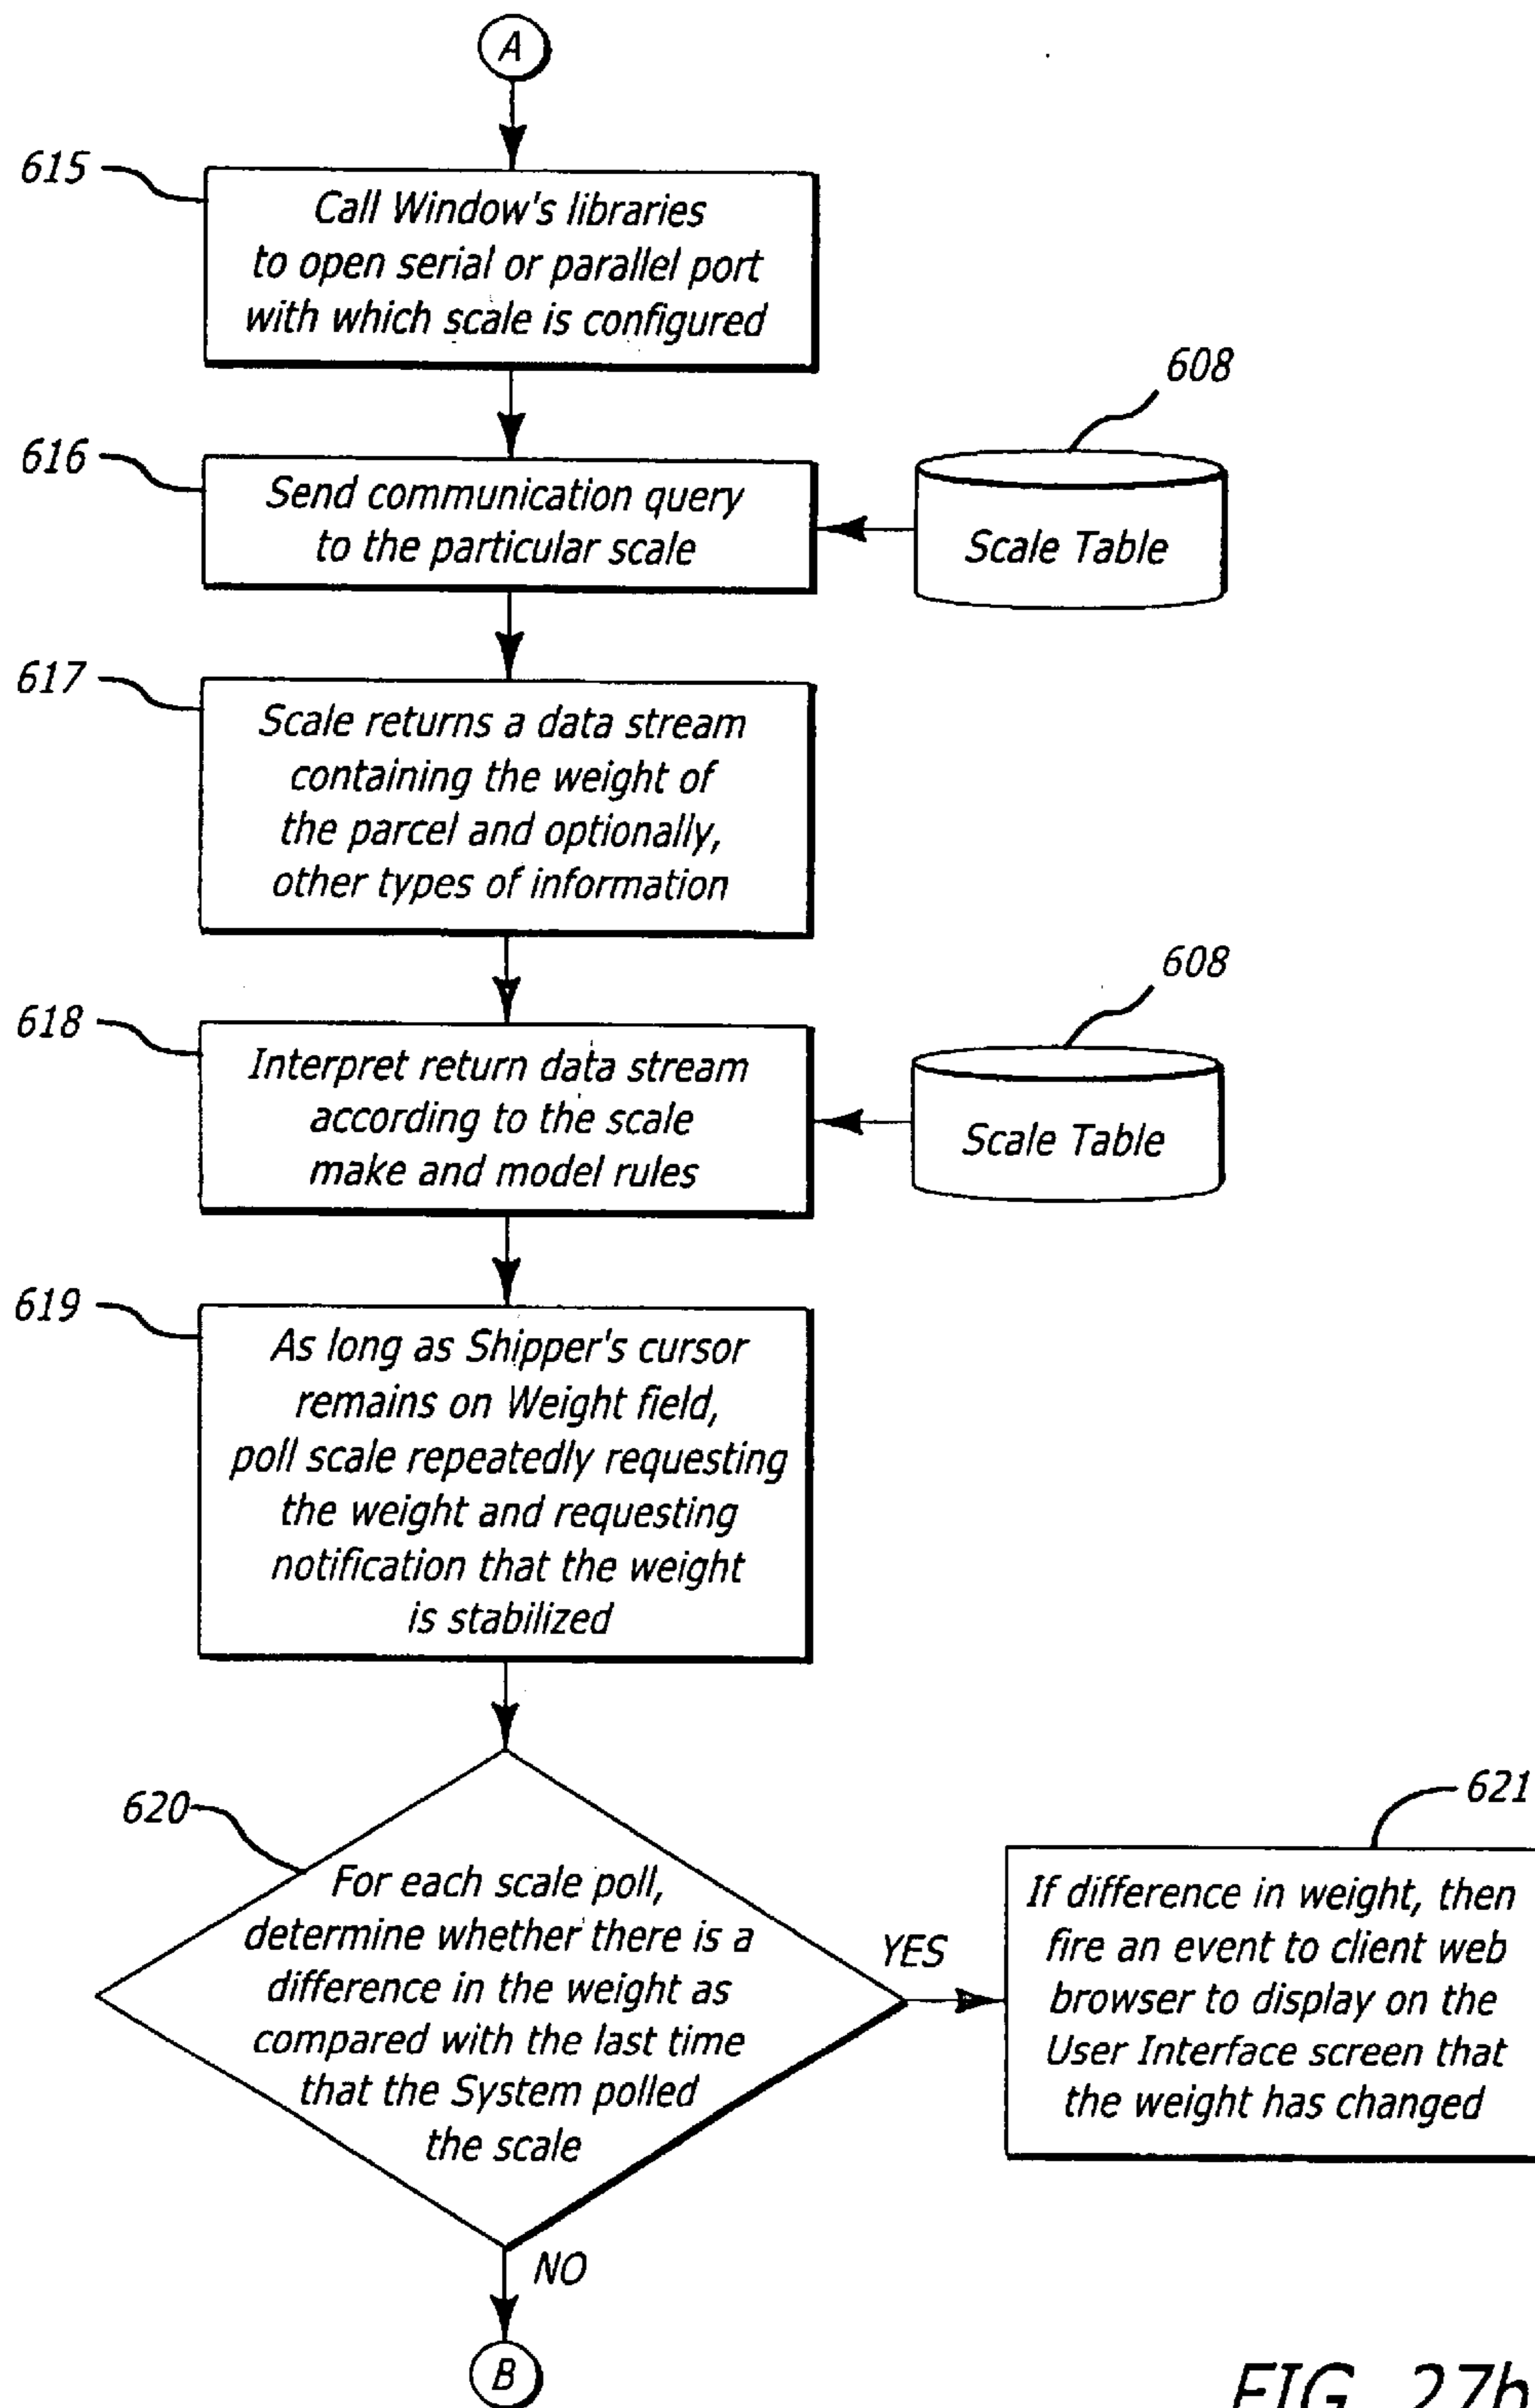 A
615
Call Window's libraries
to open serial or parallel port
with which scale is configured
608
616
Send communication query
to the particular scale
Scale Table
617
Scale returns a data stream
containing the weight of
the parcel and optionally,
other types of information
608
618
Interpret return data stream
according to the scale
make and model rules
Scale Table
619
As long as Shipper's cursor
remains on Weight field,
poll scale repeatedly requesting
the weight and requesting
notification that the weight
is stabilized
620
For each scale poll,
determine whether there is a
difference in the weight as
compared with the last time
that the System polled
the scale
YES
621
If difference in weight, then
fire an event to client web
browser to display on the
User Interface screen that
the weight has changed
NO
B
FIG. 27b